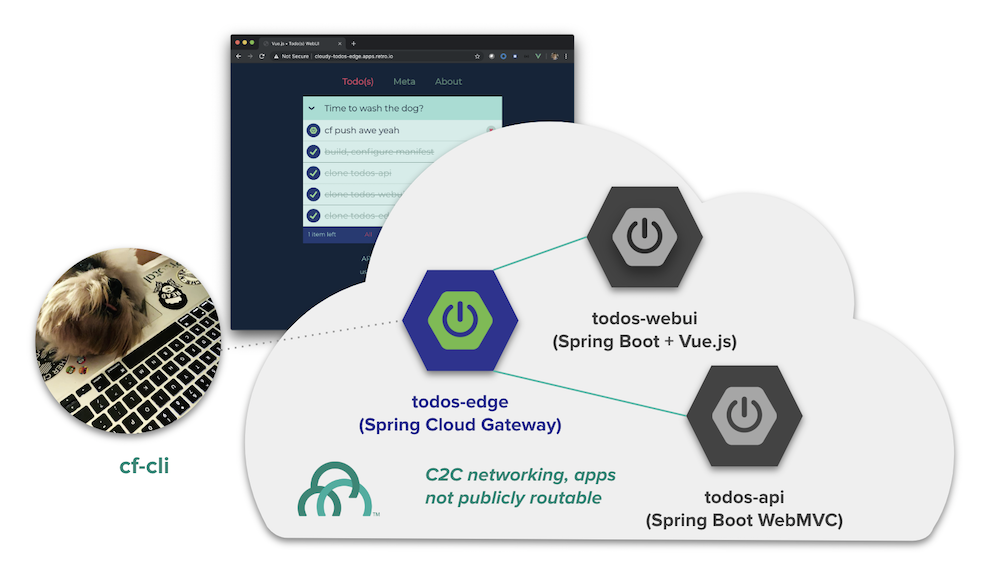 Vue.js • Todo(s) WebUI
Not Secure | cloudy-todos-edge.apps.retro.io
Todo(s) Meta About
Time to wash the dog?
cf push awe yeah
build, configure manifest
clone todos-api
clone todos-webui
clone todos-ed
1 item left All
todos-webui
(Spring Boot + Vue.js)
todos-edge
(Spring Cloud Gateway)
cf-cli
C2C networking, apps
not publicly routable
TM
todos-api
(Spring Boot WebMVC)